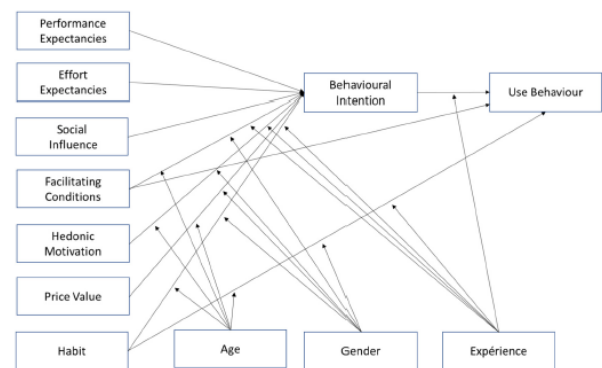 Performance
Expectancies
Effort
Expectancies
Behavioural
Intention
Use Behaviour
Social
Influence
Facilitating
Conditions
Hedonic
Motivation
Price Value
Habit
Age
Gender
Expérience